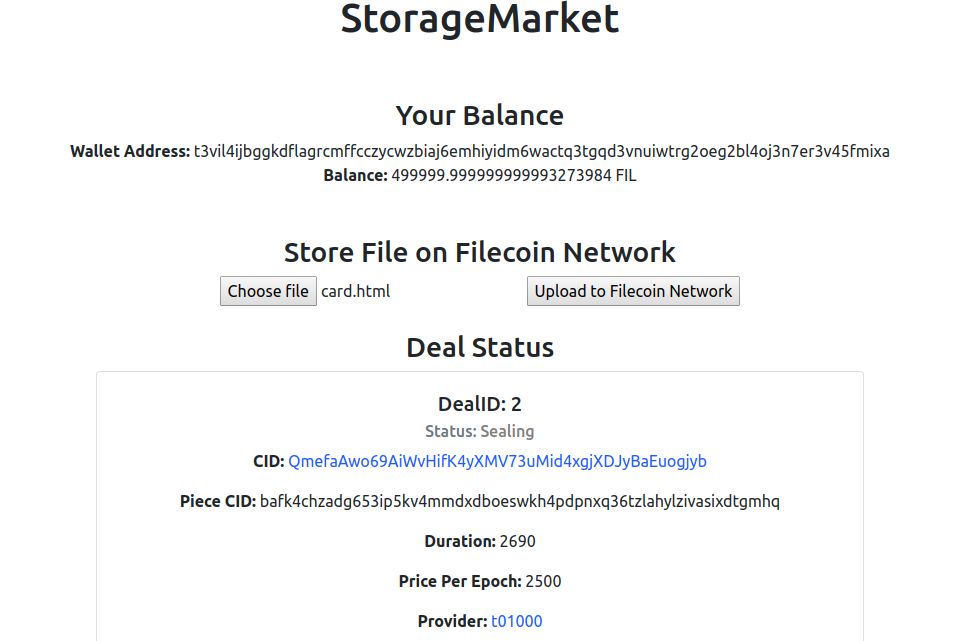 StorageMarket
Your Balance
Wallet Address: t3vil4ijbggkdflagrcmffcczycwzbiaj6emhiyidm6wactq3tgqd3vnuiwtrg2oeg2bl4oj3n7er3v45fmixa
Balance: 499999.999999999993273984 FIL
Store File on Filecoin Network
Choose file card.html Upload to Filecoin Network
Deal Status
DealID: 2
Status: Sealing
CID: QmefaAwo69AiWvHifK4yXMV73uMid4xgjXDJyBaEuogjyb
Piece CID: bafk4chzadg653ip5kv4mmdxdboeswkh4pdpnxq36tzlahylzivasixdtgmhq
Duration: 2690
Price Per Epoch: 2500
Provider: t01000